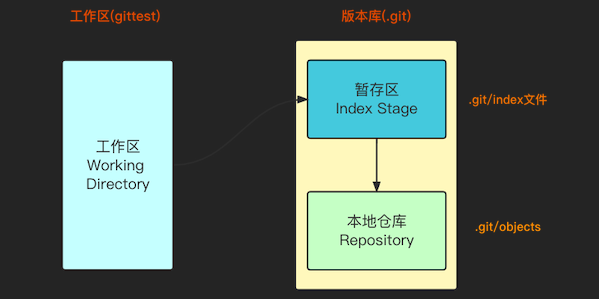 工作区(gittest)
版本库(.git)
暂存区
Index Stage
.git/index文件
工作区
Working
Directory
本地仓库
Repository
.git/objects